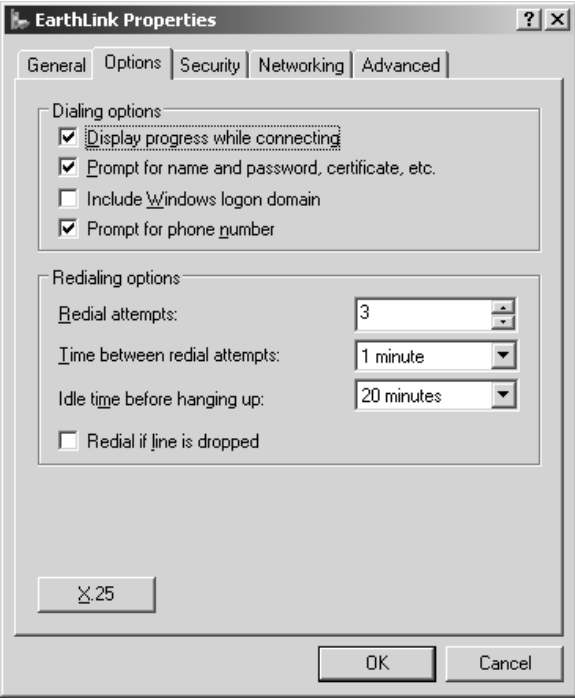 EarthLink Properties
General Options Security Networking Advanced
Dialing options
Display progress while connecting
Prompt for name and password, certificate, etc.
Include Windows logon domain
Prompt for phone number
Redialing options
Redial attempts: 3
Time between redial attempts: 1 minute
Idle time before hanging up: 20 minutes
Redial if line is dropped
X.25
OK Cancel